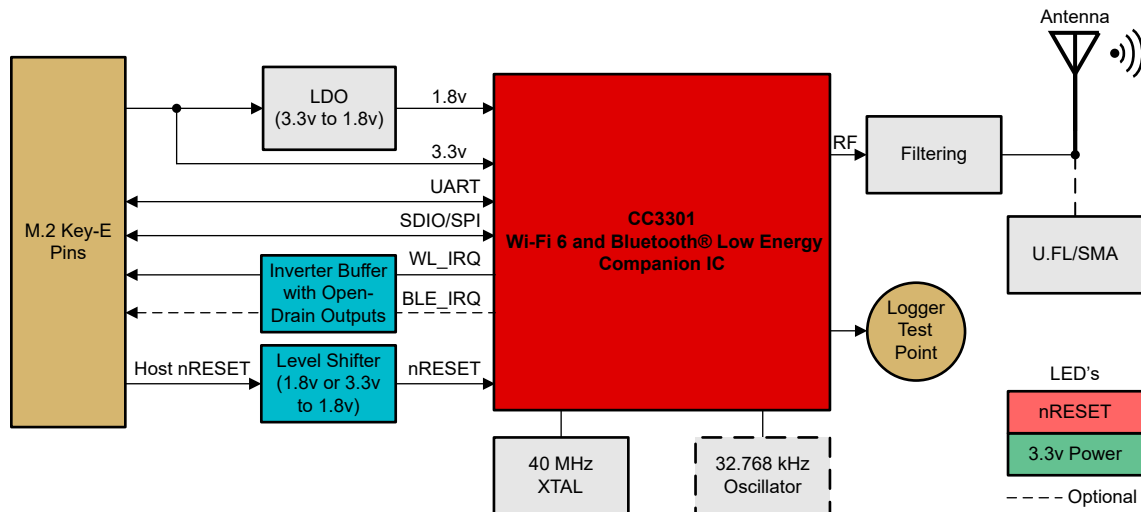 Antenna
M.2 Key-E
Pins
LDO
(3.3v to 1.8v)
1.8v
3.3v
UART
SDIO/SPI
WL_IRQ
BLE_IRQ
Inverter Buffer
with Open-
Drain Outputs
Host nRESET
Level Shifter
(1.8v or 3.3v
to 1.8v)
nRESET
CC3301
Wi-Fi 6 and Bluetooth® Low Energy
Companion IC
RF
Filtering
U.FL/SMA
Logger
Test
Point
40 MHz
XTAL
32.768 kHz
Oscillator
LED's
nRESET
3.3v Power
Optional